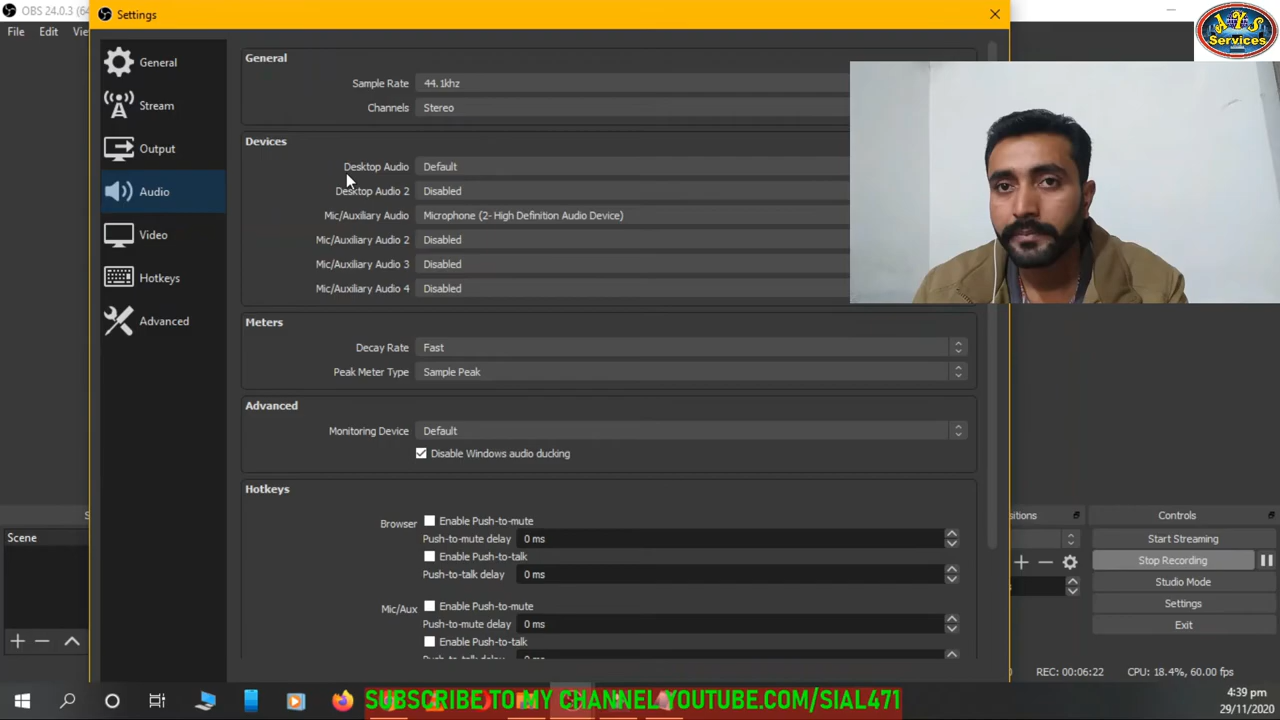 OBS 24.0.3 (64
Settings
A Y S
Services
File
Edit
General
Stream
Output
Audio
Video
Hotkeys
Advanced
General
Sample Rate 44.1khz
Channels Stereo
Devices
Desktop Audio Default
Desktop Audio 2 Disabled
Mic/Auxiliary Audio Microphone (2- High Definition Audio Device)
Mic/Auxiliary Audio 2 Disabled
Mic/Auxiliary Audio 3 Disabled
Mic/Auxiliary Audio 4 Disabled
Meters
Decay Rate Fast
Peak Meter Type Sample Peak
Advanced
Monitoring Device Default
Disable Windows audio ducking
Hotkeys
Browser Enable Push-to-mute
Push-to-mute delay 0 ms
Enable Push-to-talk
Push-to-talk delay 0 ms
Mic/Aux Enable Push-to-mute
Push-to-mute delay 0 ms
Enable Push-to-talk
Scene
Controls
Start Streaming
Stop Recording
Studio Mode
Settings
Exit
REC: 00:06:22 CPU: 18.4%, 60.00 fps
SUBSCRIBE TO MY CHANNEL YOUTUBE.COM/SIAL471
4:39 pm
29/11/2020